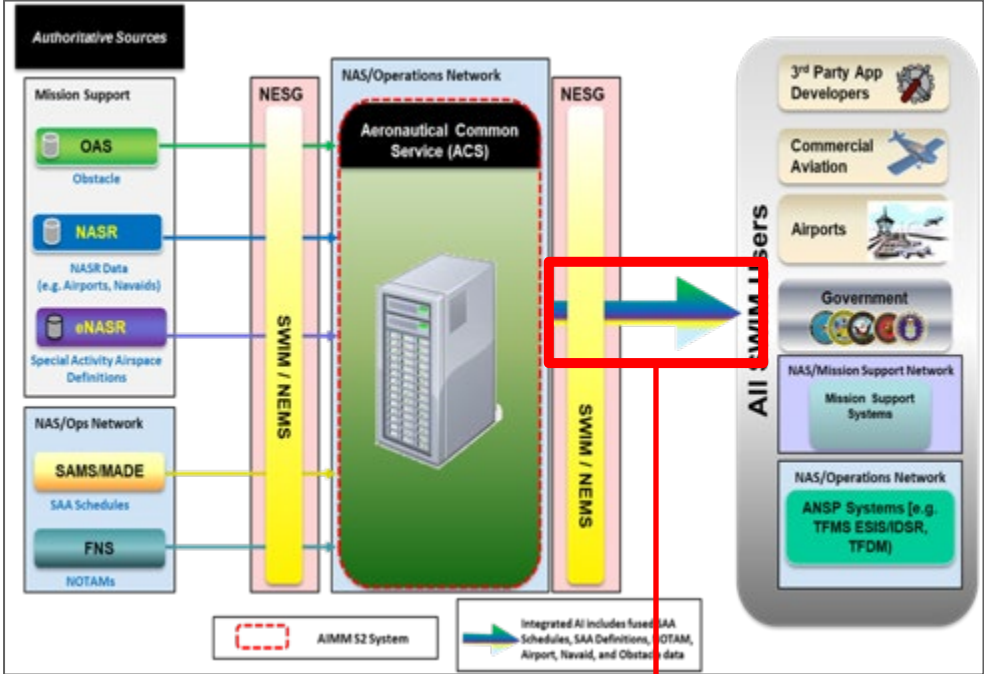 Authoritative Sources
Mission Support
OAS
Obstacle
NASR
NASR Data
(e.g. Airports, Navaids)
eNASR
Special Activity Airspace
Definitions
NAS/Ops Network
SAMS/MADE
SAA Schedules
FNS
NOTAMs
NESG
SWIM / NEMS
NAS/Operations Network
Aeronautical Common
Service (ACS)
NESG
SWIM / NEMS
All SWIM Users
3rd Party App
Developers
Commercial
Aviation
Airports
Government
NAS/Mission Support Network
Mission Support
Systems
NAS/Operations Network
ANSP Systems [e.g.
TFMS ESIS/IDSR,
TFDM)
AIMM S2 System
Integrated AI includes fused SAA
Schedules, SAA Definitions, NOTAM,
Airport, Navaid, and Obstacle data